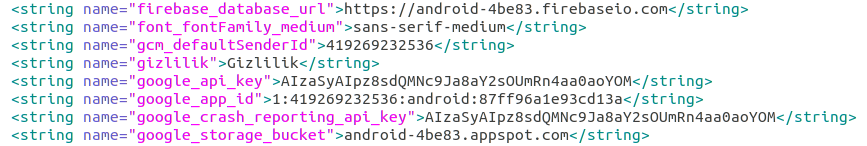 <string name="firebase_database_url">https://android-4be83.firebaseio.com</string>
<string name="font_fontFamily_medium">sans-serif-medium</string>
<string name="gcm_defaultSenderId">419269232536</string>
<string name="gizlilik">Gizlilik</string>
<string name="google_api_key">AIzaSyAIpz8sdQMNc9Ja8aY2sOUmRn4aa0aoYOM</string>
<string name="google_app_id">1:419269232536:android:87ff96a1e93cd13a</string>
<string name="google_crash_reporting_api_key">AIzaSyAIpz8sdQMNc9Ja8aY2sOUmRn4aa0aoYOM</string>
<string name="google_storage_bucket">android-4be83.appspot.com</string>